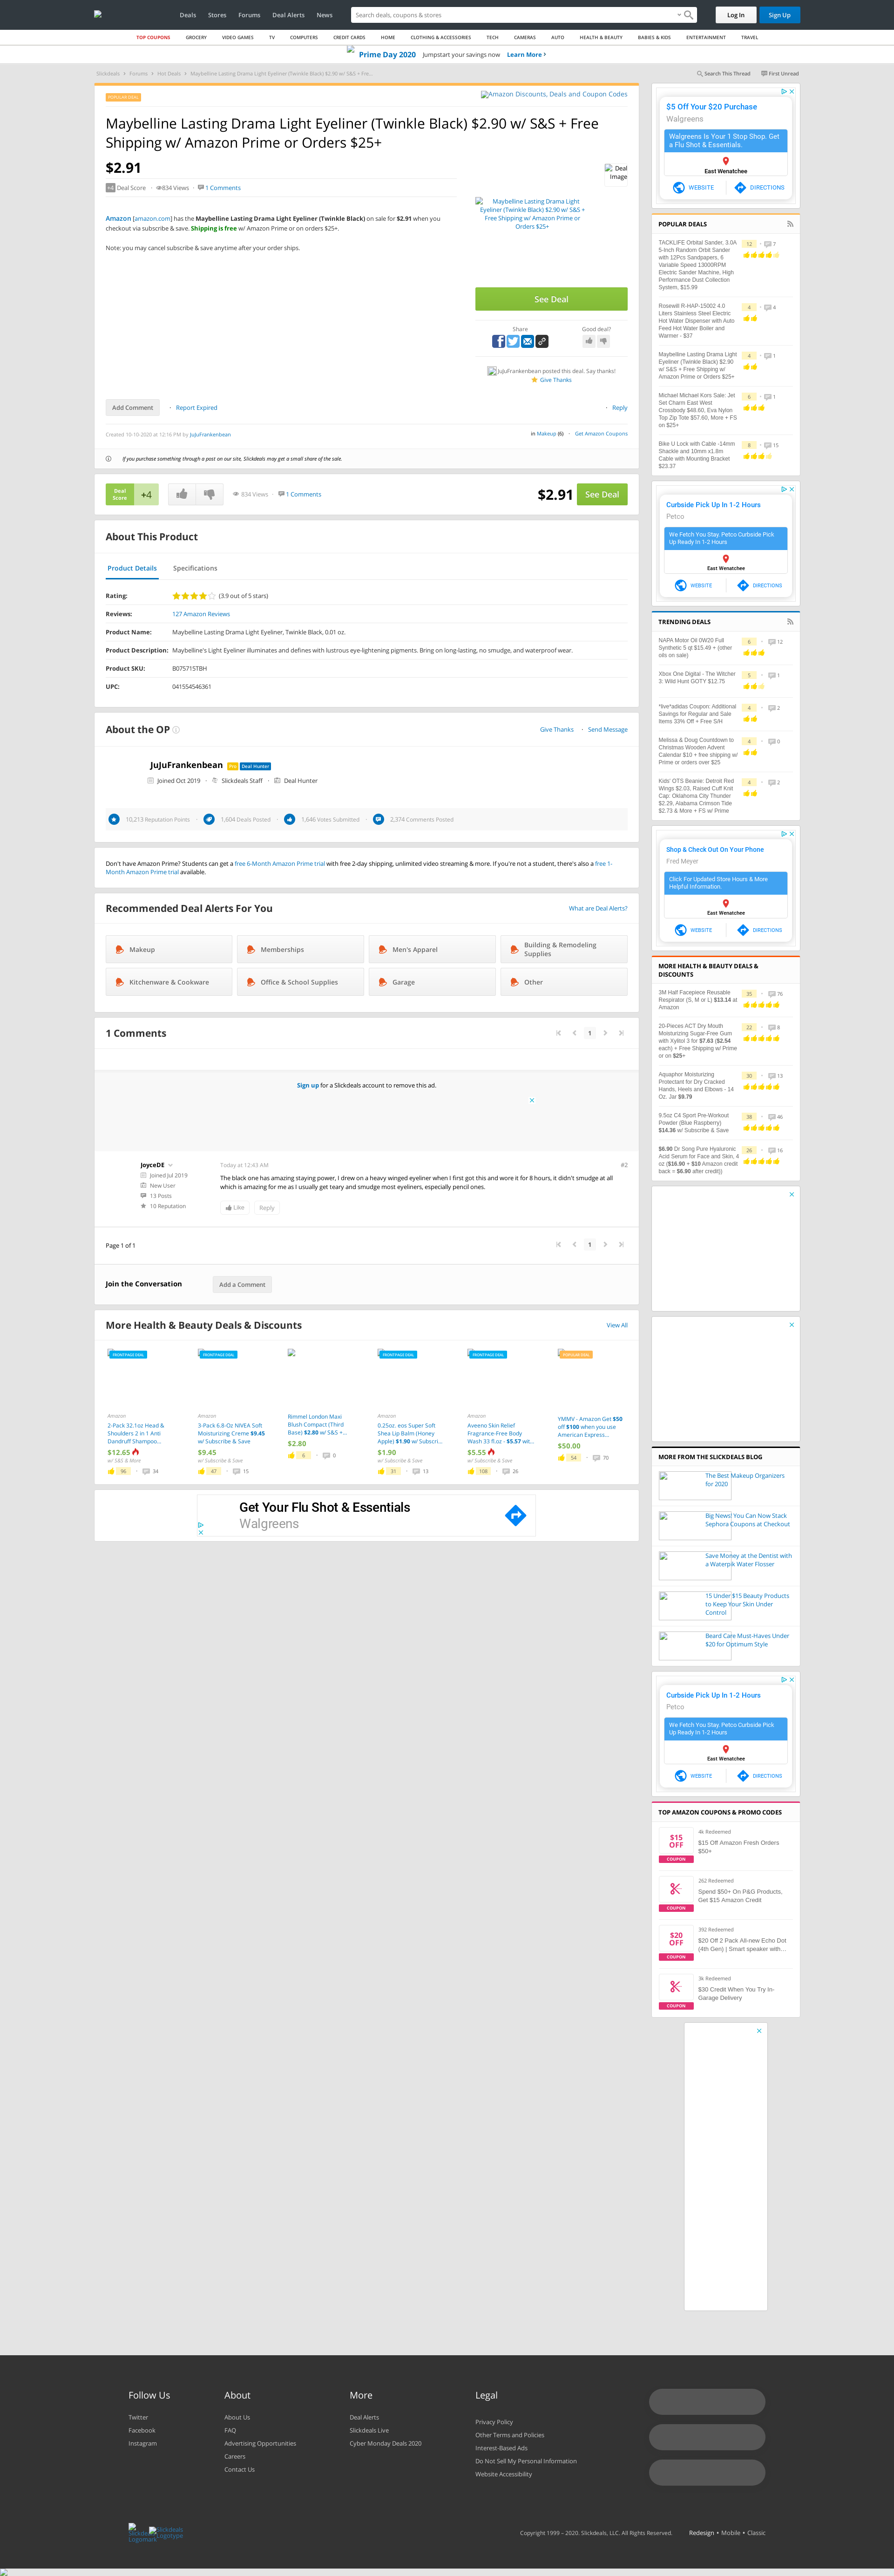 Deals Stores Forums Deal Alerts News
Search deals, coupons & stores
Log In Sign Up
TOP COUPONS GROCERY VIDEO GAMES TV COMPUTERS CREDIT CARDS HOME CLOTHING & ACCESSORIES TECH CAMERAS AUTO HEALTH & BEAUTY BABIES & KIDS ENTERTAINMENT TRAVEL
Prime Day 2020 Jumpstart your savings now Learn More
Slickdeals Forums Hot Deals Maybelline Lasting Drama Light Eyeliner (Twinkle Black) $2.90 w/ S&S + Fre...
Search This Thread First Unread
POPULAR DEAL
Amazon Discounts, Deals and Coupon Codes
Maybelline Lasting Drama Light Eyeliner (Twinkle Black) $2.90 w/ S&S + Free
Shipping w/ Amazon Prime or Orders $25+
$2.91
+4 Deal Score 834 Views 1 Comments
Deal
Image
Amazon [amazon.com] has the Maybelline Lasting Drama Light Eyeliner (Twinkle Black) on sale for $2.91 when you
checkout via subscribe & save. Shipping is free w/ Amazon Prime or on orders $25+.
Note: you may cancel subscribe & save anytime after your order ships.
Maybelline Lasting Drama Light
Eyeliner (Twinkle Black) $2.90 w/ S&S +
Free Shipping w/ Amazon Prime or
Orders $25+
See Deal
Share
Good deal?
JuJuFrankenbean posted this deal. Say thanks!
Give Thanks
Add Comment Report Expired Reply
Created 10-10-2020 at 12:16 PM by JuJuFrankenbean
in Makeup (6) Get Amazon Coupons
If you purchase something through a post on our site, Slickdeals may get a small share of the sale.
Deal
Score
+4
834 Views 1 Comments
$2.91 See Deal
About This Product
Product Details Specifications
Rating: (3.9 out of 5 stars)
Reviews: 127 Amazon Reviews
Product Name: Maybelline Lasting Drama Light Eyeliner, Twinkle Black, 0.01 oz.
Product Description: Maybelline's Light Eyeliner illuminates and defines with lustrous eye-lightening pigments. Bring on long-lasting, no smudge, and waterproof wear.
Product SKU: B07571STBH
UPC: 041554546361
About the OP
Give Thanks Send Message
JuJuFrankenbean Pro Deal Hunter
Joined Oct 2019 Slickdeals Staff Deal Hunter
10,213 Reputation Points 1,604 Deals Posted 1,646 Votes Submitted 2,374 Comments Posted
Don't have Amazon Prime? Students can get a free 6-Month Amazon Prime trial with free 2-day shipping, unlimited video streaming & more. If you're not a student, there's also a free 1-
Month Amazon Prime trial available.
Recommended Deal Alerts For You
What are Deal Alerts?
Makeup
Memberships
Men's Apparel
Building & Remodeling
Supplies
Kitchenware & Cookware
Office & School Supplies
Garage
Other
1 Comments
1
Sign up for a Slickdeals account to remove this ad.
JoyceDE
Joined Jul 2019
New User
13 Posts
10 Reputation
Today at 12:43 AM
#2
The black one has amazing staying power, I drew on a heavy winged eyeliner when I first got this and wore it for 8 hours, it didn't smudge at all
which is amazing for me as I usually get teary and smudge most eyeliners, especially pencil ones.
Like Reply
Page 1 of 1
1
Join the Conversation Add a Comment
More Health & Beauty Deals & Discounts
View All
FRONTPAGE DEAL
Amazon
2-Pack 32.1oz Head &
Shoulders 2 in 1 Anti
Dandruff Shampoo...
$12.65
w/ S&S & More
96 34
FRONTPAGE DEAL
Amazon
3-Pack 6.8-Oz NIVEA Soft
Moisturizing Creme $9.45
w/ Subscribe & Save
$9.45
w/ Subscribe & Save
47 15
Rimmel London Maxi
Blush Compact (Third
Base) $2.80 w/ S&S +...
$2.80
6 0
FRONTPAGE DEAL
Amazon
0.25oz. eos Super Soft
Shea Lip Balm (Honey
Apple) $1.90 w/ Subscri...
$1.90
w/ Subscribe & Save
31 13
FRONTPAGE DEAL
Amazon
Aveeno Skin Relief
Fragrance-Free Body
Wash 33 fl.oz - $5.57 wit...
$5.55
w/ Subscribe & Save
108 26
POPULAR DEAL
YMMV - Amazon Get $50
off $100 when you use
American Express...
$50.00
54 70
Get Your Flu Shot & Essentials
Walgreens
$5 Off Your $20 Purchase
Walgreens
Walgreens Is Your 1 Stop Shop. Get
a Flu Shot & Essentials.
East Wenatchee
WEBSITE DIRECTIONS
POPULAR DEALS
TACKLIFE Orbital Sander, 3.0A
5-Inch Random Orbit Sander
with 12Pcs Sandpapers, 6
Variable Speed 13000RPM
Electric Sander Machine, High
Performance Dust Collection
System, $15.99
12 7
Rosewill R-HAP-15002 4.0
Liters Stainless Steel Electric
Hot Water Dispenser with Auto
Feed Hot Water Boiler and
Warmer - $37
4 4
Maybelline Lasting Drama Light
Eyeliner (Twinkle Black) $2.90
w/ S&S + Free Shipping w/
Amazon Prime or Orders $25+
4 1
Michael Michael Kors Sale: Jet
Set Charm East West
Crossbody $48.60, Eva Nylon
Top Zip Tote $57.60, More + FS
on $25+
6 1
Bike U Lock with Cable -14mm
Shackle and 10mm x1.8m
Cable with Mounting Bracket
$23.37
8 15
Curbside Pick Up In 1-2 Hours
Petco
We Fetch You Stay. Petco Curbside Pick
Up Ready In 1-2 Hours
East Wenatchee
WEBSITE DIRECTIONS
TRENDING DEALS
NAPA Motor Oil 0W20 Full
Synthetic 5 qt $15.49 + (other
oils on sale)
6 12
Xbox One Digital - The Witcher
3: Wild Hunt GOTY $12.75
5 1
*live*adidas Coupon: Additional
Savings for Regular and Sale
Items 33% Off + Free S/H
4 2
Melissa & Doug Countdown to
Christmas Wooden Advent
Calendar $10 + free shipping w/
Prime or orders over $25
4 0
Kids' OTS Beanie: Detroit Red
Wings $2.03, Raised Cuff Knit
Cap: Oklahoma City Thunder
$2.29, Alabama Crimson Tide
$2.73 & More + FS w/ Prime
4 2
Shop & Check Out On Your Phone
Fred Meyer
Click For Updated Store Hours & More
Helpful Information.
East Wenatchee
WEBSITE DIRECTIONS
MORE HEALTH & BEAUTY DEALS &
DISCOUNTS
3M Half Facepiece Reusable
Respirator (S, M or L) $13.14 at
Amazon
35 76
20-Pieces ACT Dry Mouth
Moisturizing Sugar-Free Gum
with Xylitol 3 for $7.63 ($2.54
each) + Free Shipping w/ Prime
or on $25+
22 8
Aquaphor Moisturizing
Protectant for Dry Cracked
Hands, Heels and Elbows - 14
Oz. Jar $9.79
30 13
9.5oz C4 Sport Pre-Workout
Powder (Blue Raspberry)
$14.36 w/ Subscribe & Save
38 46
$6.90 Dr Song Pure Hyaluronic
Acid Serum for Face and Skin, 4
oz ($16.90 + $10 Amazon credit
back = $6.90 after credit))
26 16
MORE FROM THE SLICKDEALS BLOG
The Best Makeup Organizers
for 2020
Big News! You Can Now Stack
Sephora Coupons at Checkout
Save Money at the Dentist with
a Waterpik Water Flosser
15 Under $15 Beauty Products
to Keep Your Skin Under
Control
Beard Care Must-Haves Under
$20 for Optimum Style
Curbside Pick Up In 1-2 Hours
Petco
We Fetch You Stay. Petco Curbside Pick
Up Ready In 1-2 Hours
East Wenatchee
WEBSITE DIRECTIONS
TOP AMAZON COUPONS & PROMO CODES
$15
OFF
COUPON
4k Redeemed
$15 Off Amazon Fresh Orders
$50+
COUPON
262 Redeemed
Spend $50+ On P&G Products,
Get $15 Amazon Credit
$20
OFF
COUPON
392 Redeemed
$20 Off 2 Pack All-new Echo Dot
(4th Gen) | Smart speaker with...
COUPON
3k Redeemed
$30 Credit When You Try In-
Garage Delivery
Follow Us
Twitter
Facebook
Instagram
About
About Us
FAQ
Advertising Opportunities
Careers
Contact Us
More
Deal Alerts
Slickdeals Live
Cyber Monday Deals 2020
Legal
Privacy Policy
Other Terms and Policies
Interest-Based Ads
Do Not Sell My Personal Information
Website Accessibility
Slickdeals
Logomark
Slickdeals
Logotype
Copyright 1999 – 2020. Slickdeals, LLC. All Rights Reserved. Redesign • Mobile • Classic